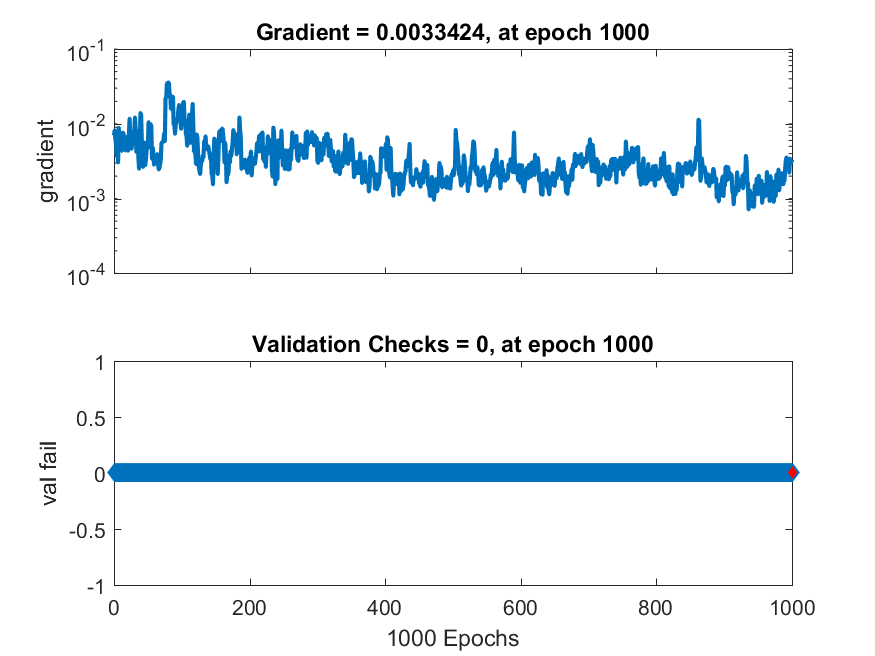 Gradient = 0.0033424, at epoch 1000
10-1
10-2
10-3
10-4
gradient
Validation Checks = 0, at epoch 1000
1
0.5
0
-0.5
-1
val fail
0 200 400 600 800 1000
1000 Epochs